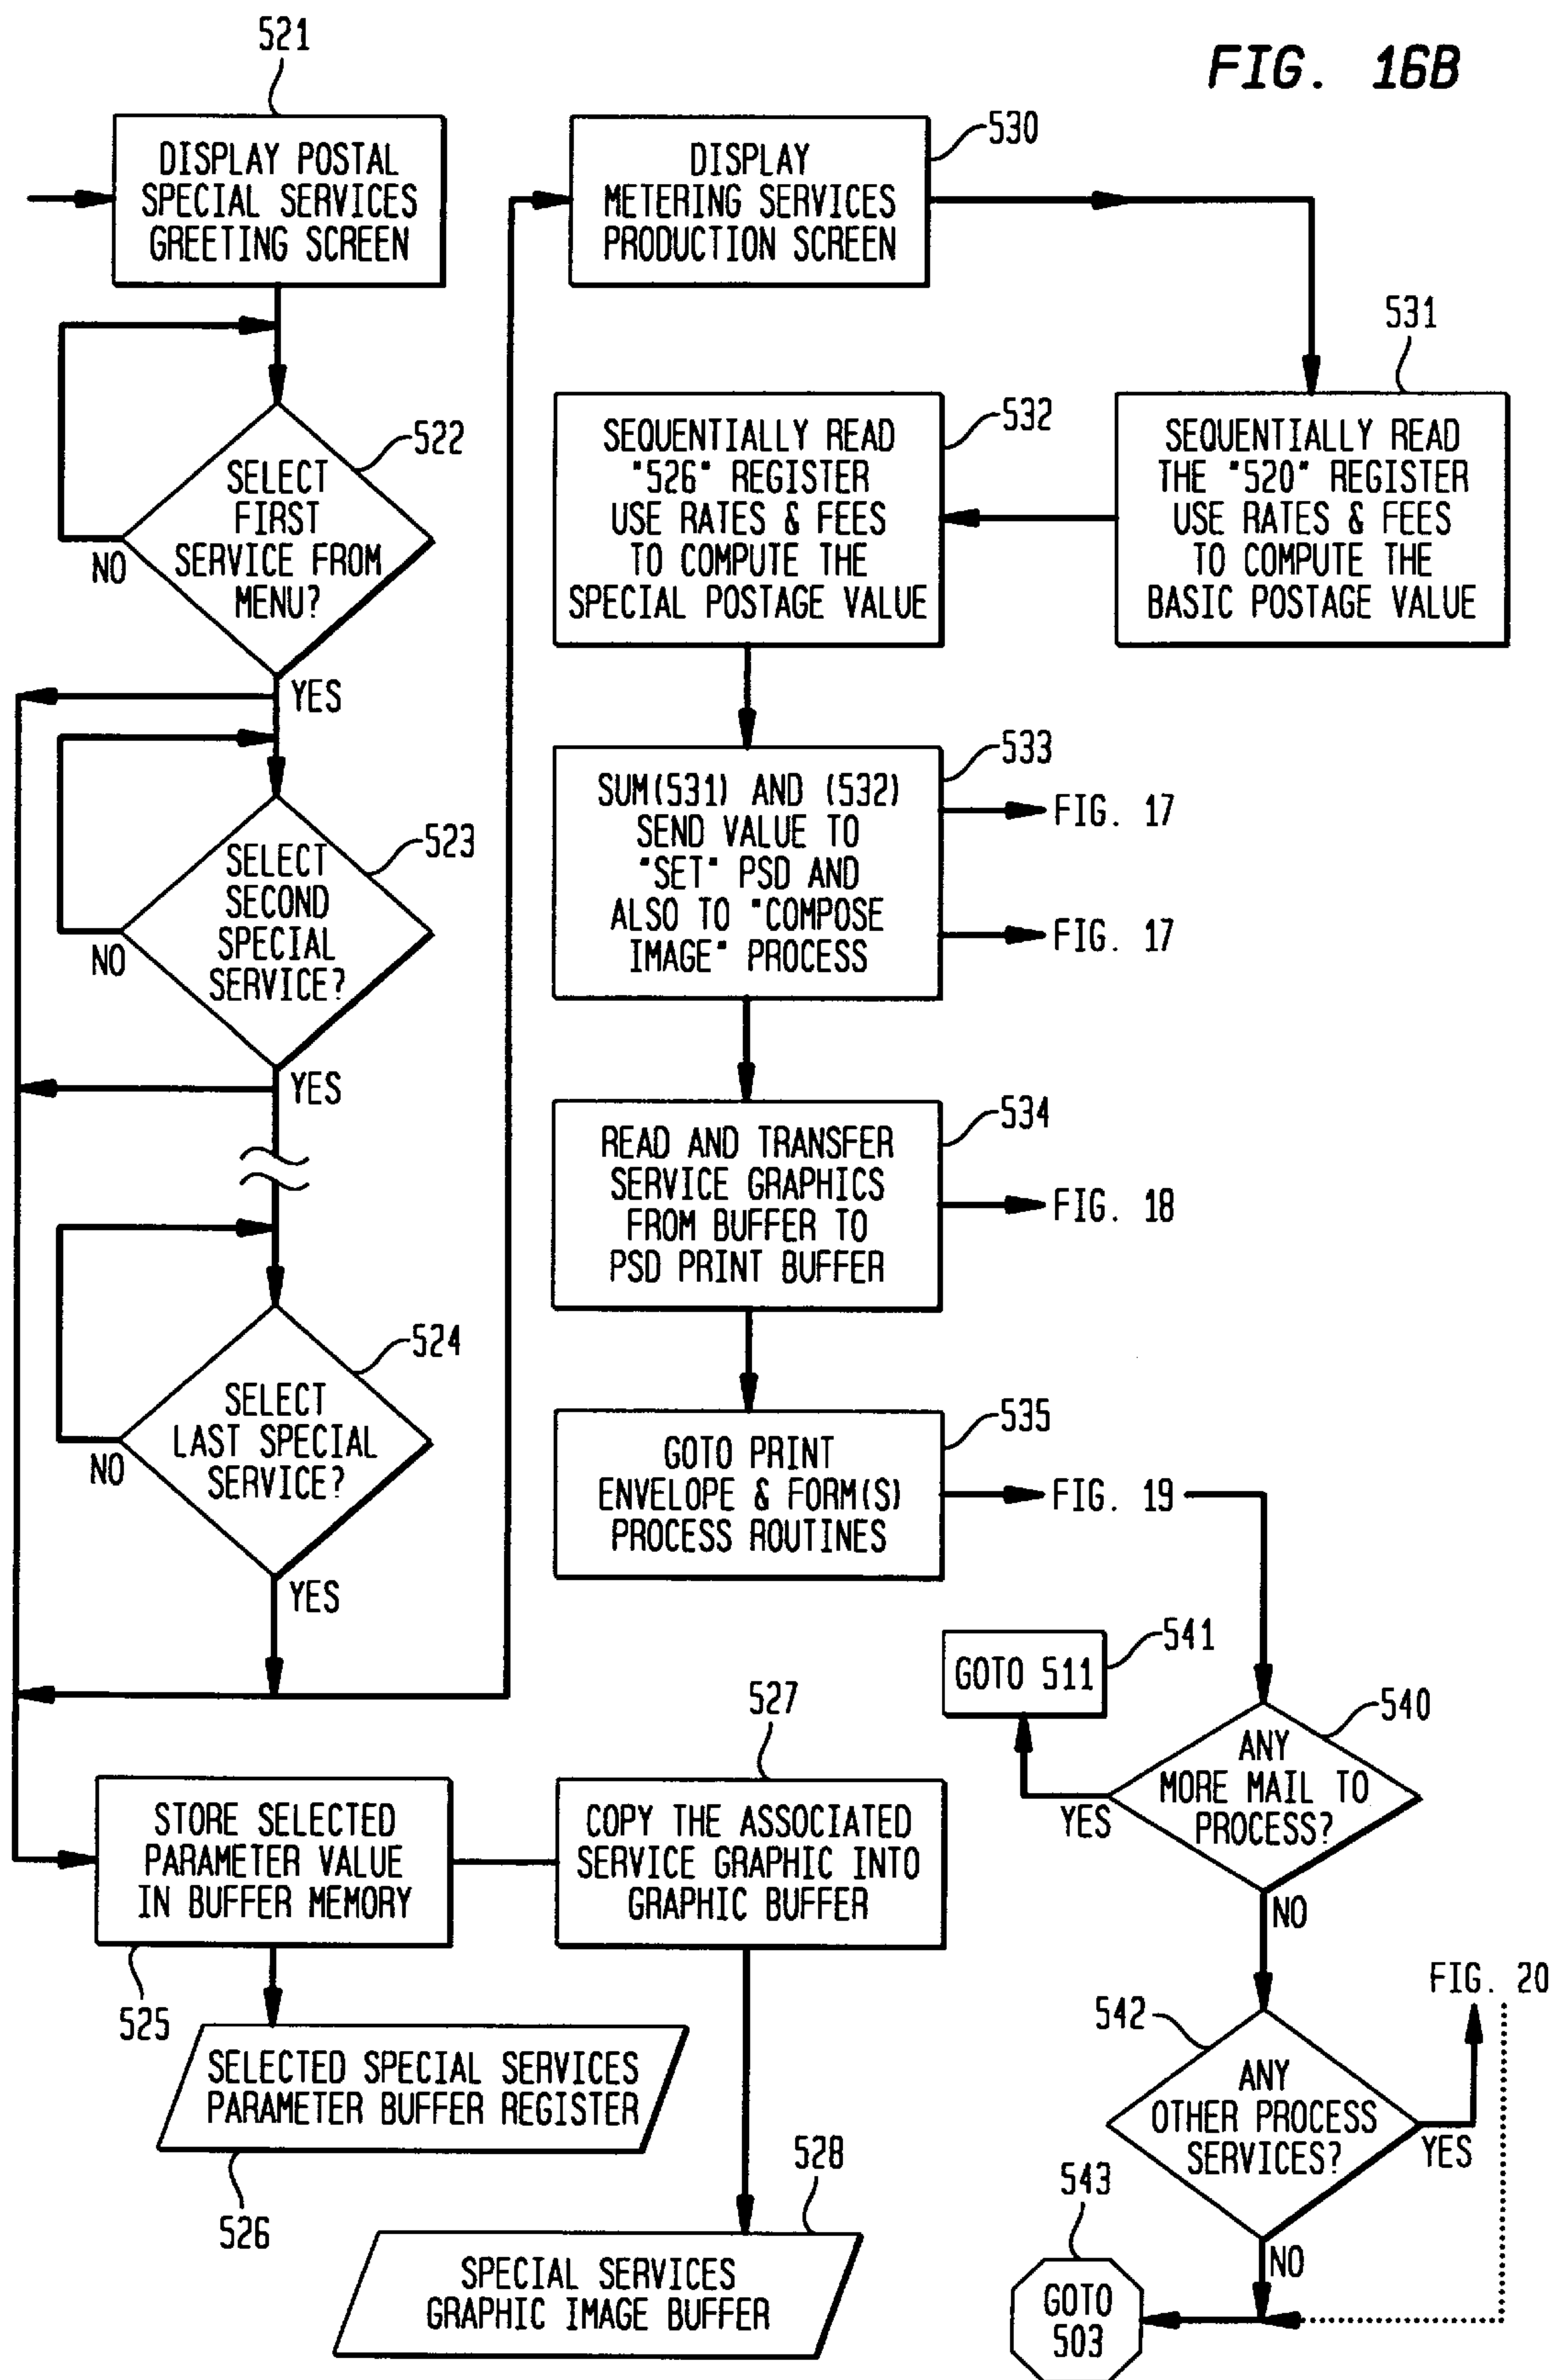 521
FIG. 16B
DISPLAY POSTAL
SPECIAL SERVICES
GREETING SCREEN
530
DISPLAY
METERING SERVICES
PRODUCTION SCREEN
531
522
SELECT
FIRST
SERVICE FROM
MENU?
NO
YES
532
SEQUENTIALLY READ
"526" REGISTER
USE RATES & FEES
TO COMPUTE THE
SPECIAL POSTAGE VALUE
SEQUENTIALLY READ
THE "520" REGISTER
USE RATES & FEES
TO COMPUTE THE
BASIC POSTAGE VALUE
523
SELECT
SECOND
SPECIAL
SERVICE?
NO
YES
533
SUM(531) AND (532)
SEND VALUE TO
"SET" PSD AND
ALSO TO "COMPOSE
IMAGE" PROCESS
FIG. 17
FIG. 17
534
READ AND TRANSFER
SERVICE GRAPHICS
FROM BUFFER TO
PSD PRINT BUFFER
FIG. 18
524
SELECT
LAST SPECIAL
SERVICE?
NO
YES
535
GOTO PRINT
ENVELOPE & FORM(S)
PROCESS ROUTINES
FIG. 19
541
GOTO 511
540
ANY
MORE MAIL TO
PROCESS?
YES
NO
527
STORE SELECTED
PARAMETER VALUE
IN BUFFER MEMORY
COPY THE ASSOCIATED
SERVICE GRAPHIC INTO
GRAPHIC BUFFER
525
SELECTED SPECIAL SERVICES
PARAMETER BUFFER REGISTER
526
528
SPECIAL SERVICES
GRAPHIC IMAGE BUFFER
FIG. 20
542
ANY
OTHER PROCESS
SERVICES?
YES
NO
543
GOTO
503